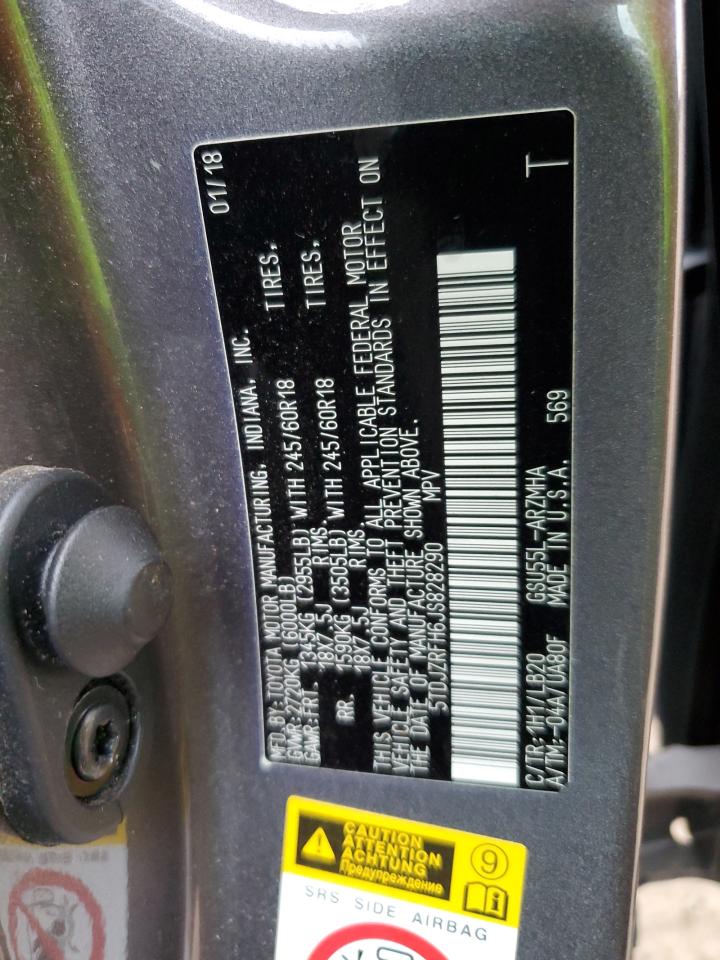 MFD.BY: TOYOTA MOTOR MANUFACTURING, INDIANA, INC. 01/18
GVWR: 2720KG (6000LB)
GAWR: FRT. 1345KG (2955LB) WITH 245/60R18 TIRES,
18X7.5J RIMS.
RR. 1590KG (3505LB) WITH 245/60R18 TIRES,
18X7.5J RIMS.
THIS VEHICLE CONFORMS TO ALL APPLICABLE FEDERAL MOTOR
VEHICLE SAFETY AND THEFT PREVENTION STANDARDS IN EFFECT ON
THE DATE OF MANUFACTURE SHOWN ABOVE.
5TDJZRFH6JS828290 MPV
C/TR: 1H1/LB20 GSU55L-ARZMHA T
A/TM: -04A/UA80F MADE IN U.S.A. 569
CAUTION
ATTENTION
ACHTUNG
Предупреждение
9
i
SRS SIDE AIRBAG